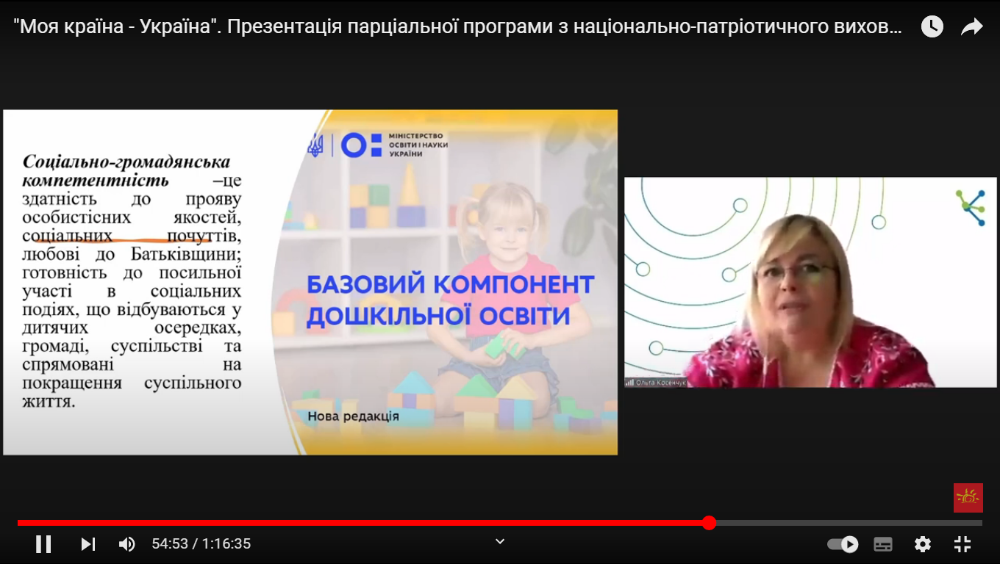 "Моя країна - Україна". Презентація парціальної програми з національно-патріотичного вихов...
Соціально-громадянська
компетентність –це
здатність до прояву
особистісних якостей,
соціальних почуттів,
любові до Батьківщини;
готовність до посильної
участі в соціальних
подіях, що відбуваються у
дитячих осередках,
громаді, суспільстві та
спрямовані на
покращення суспільного
життя.
МІНІСТЕРСТВО
ОСВІТИ І НАУКИ
УКРАЇНИ
БАЗОВИЙ КОМПОНЕНТ
ДОШКІЛЬНОЇ ОСВІТИ
Нова редакція
Ольга Косенчук
54:53 / 1:16:35